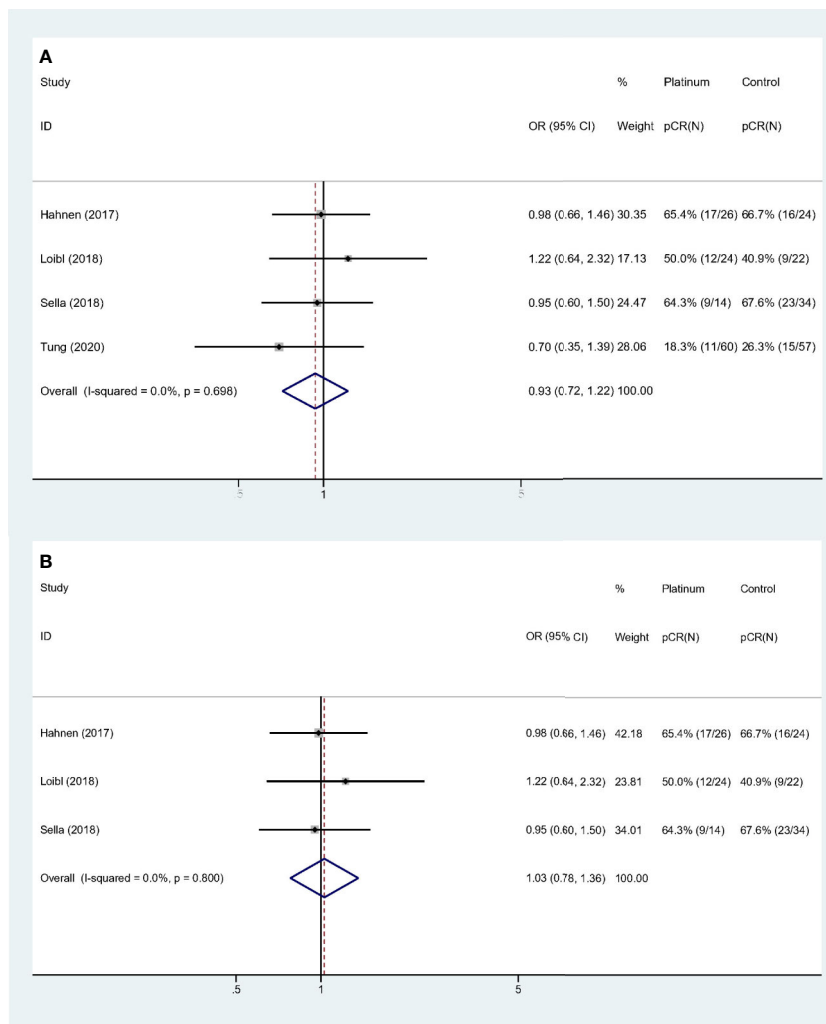 A
Study % Platinum Control
ID OR (95% CI) Weight pCR(N) pCR(N)
Hahnen (2017) 0.98 (0.66, 1.46) 30.35 65.4% (17/26) 66.7% (16/24)
Loibl (2018) 1.22 (0.64, 2.32) 17.13 50.0% (12/24) 40.9% (9/22)
Sella (2018) 0.95 (0.60, 1.50) 24.47 64.3% (9/14) 67.6% (23/34)
Tung (2020) 0.70 (0.35, 1.39) 28.06 18.3% (11/60) 26.3% (15/57)
Overall (I-squared = 0.0%, p = 0.698) 0.93 (0.72, 1.22) 100.00
1
B
Study % Platinum Control
ID OR (95% CI) Weight pCR(N) pCR(N)
Hahnen (2017) 0.98 (0.66, 1.46) 42.18 65.4% (17/26) 66.7% (16/24)
Loibl (2018) 1.22 (0.64, 2.32) 23.81 50.0% (12/24) 40.9% (9/22)
Sella (2018) 0.95 (0.60, 1.50) 34.01 64.3% (9/14) 67.6% (23/34)
Overall (I-squared = 0.0%, p = 0.800) 1.03 (0.78, 1.36) 100.00
.5 1 5